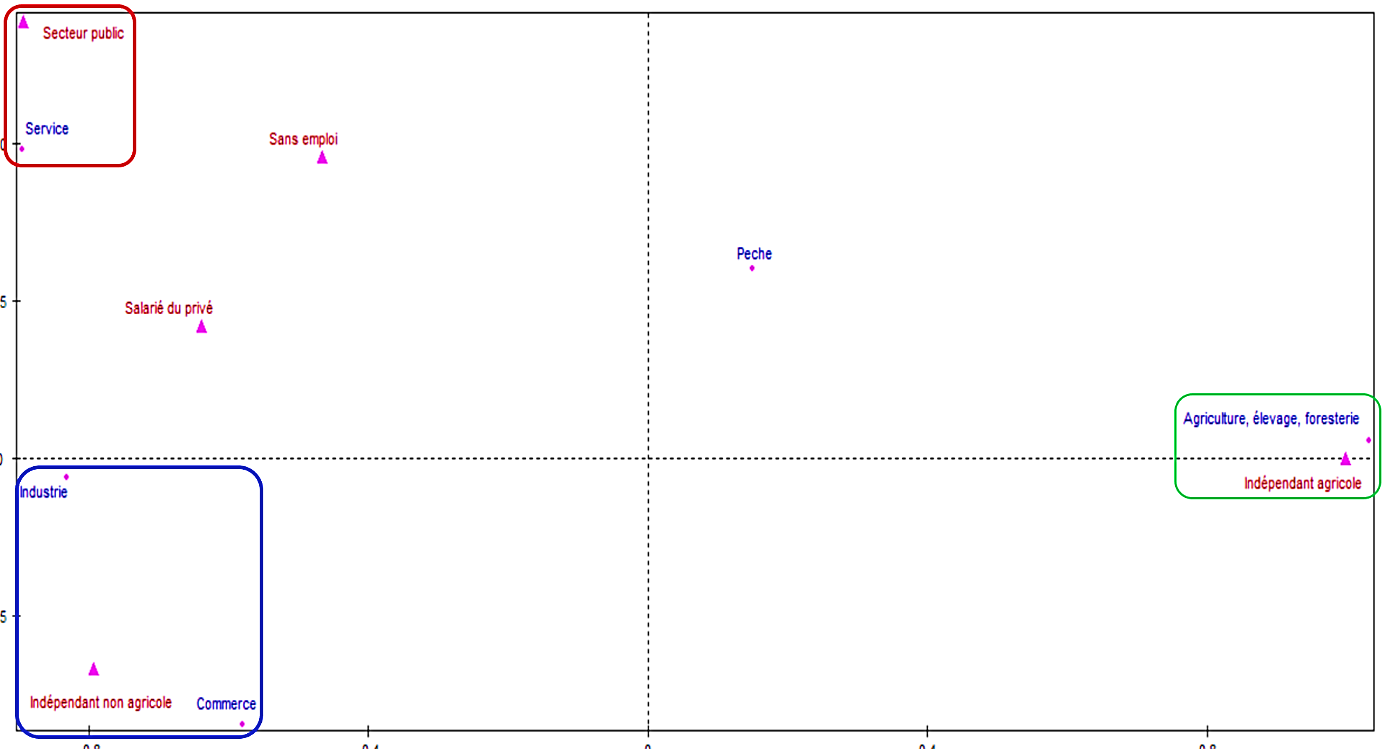 Secteur public
Service
Sans emploi
Peche
Salarié du privé
Agriculture, élevage, foresterie
Indépendant agricole
Industrie
Indépendant non agricole
Commerce